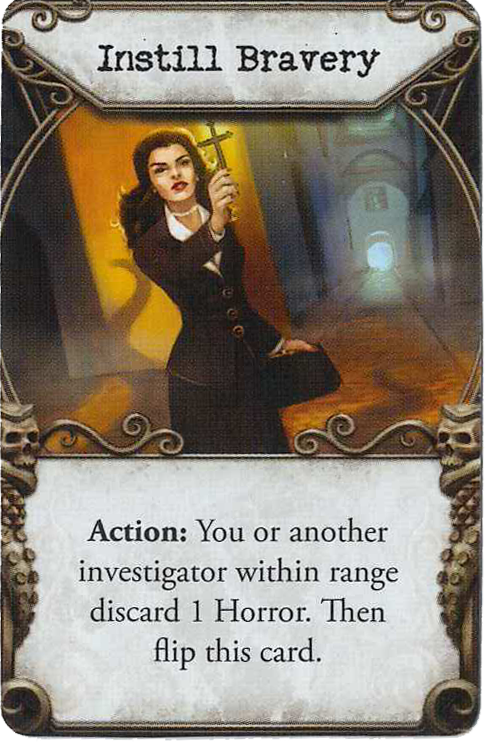 Instill Bravery
Action: You or another
investigator within range
discard 1 Horror. Then
flip this card.